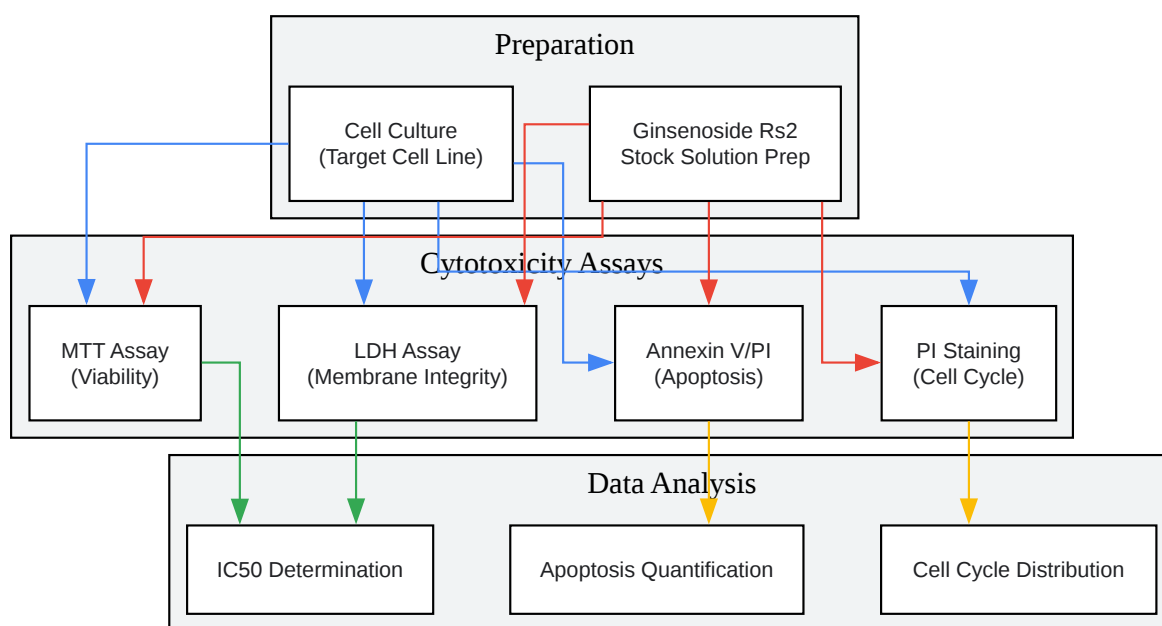 Preparation
Cell Culture
(Target Cell Line)
Ginsenoside Rs2
Stock Solution Prep
Cytotoxicity Assays
MTT Assay
(Viability)
LDH Assay
(Membrane Integrity)
Annexin V/PI
(Apoptosis)
PI Staining
(Cell Cycle)
Data Analysis
IC50 Determination
Apoptosis Quantification
Cell Cycle Distribution